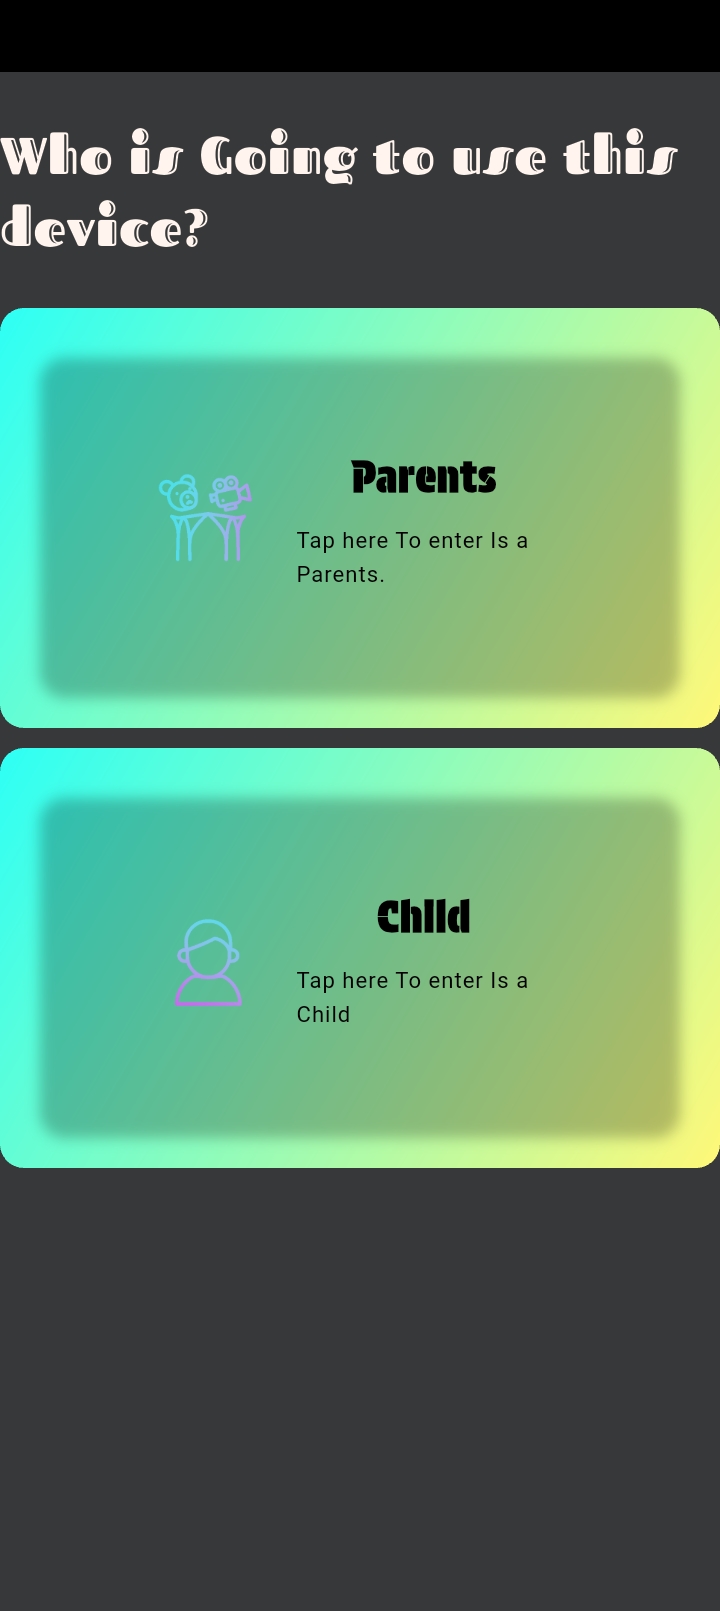 Who is Going to use this
device?
Parents
Tap here To enter Is a
Parents.
Child
Tap here To enter Is a
Child